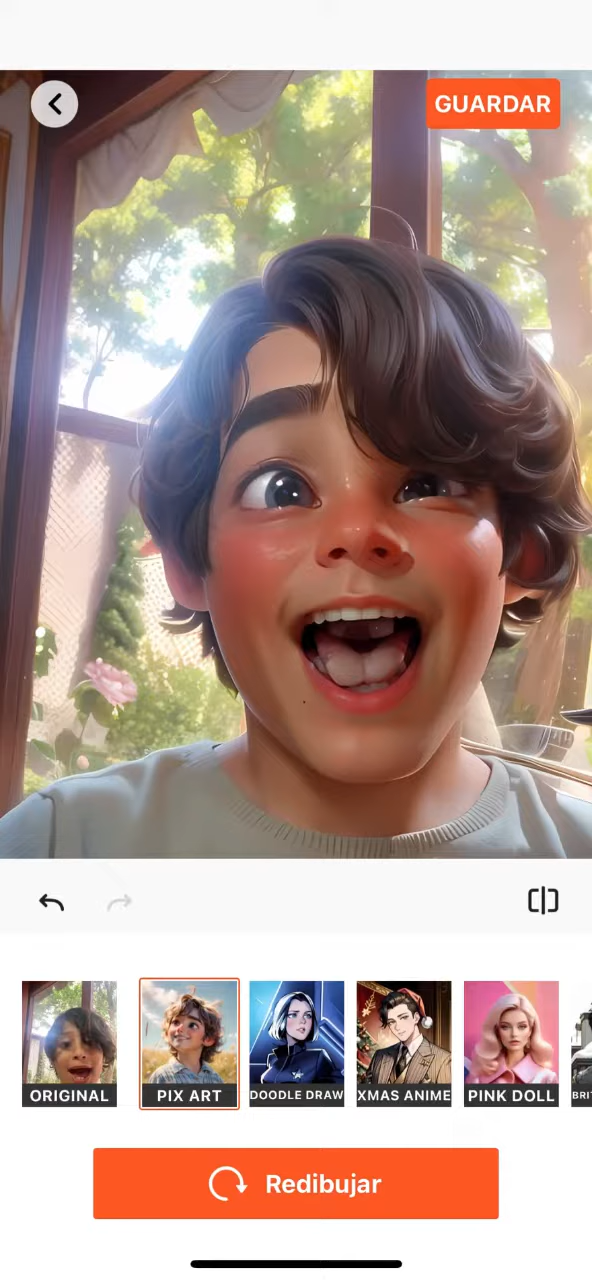 GUARDAR
ORIGINAL
PIX ART
DOODLE DRAW
XMAS ANIME
PINK DOLL
Redibujar